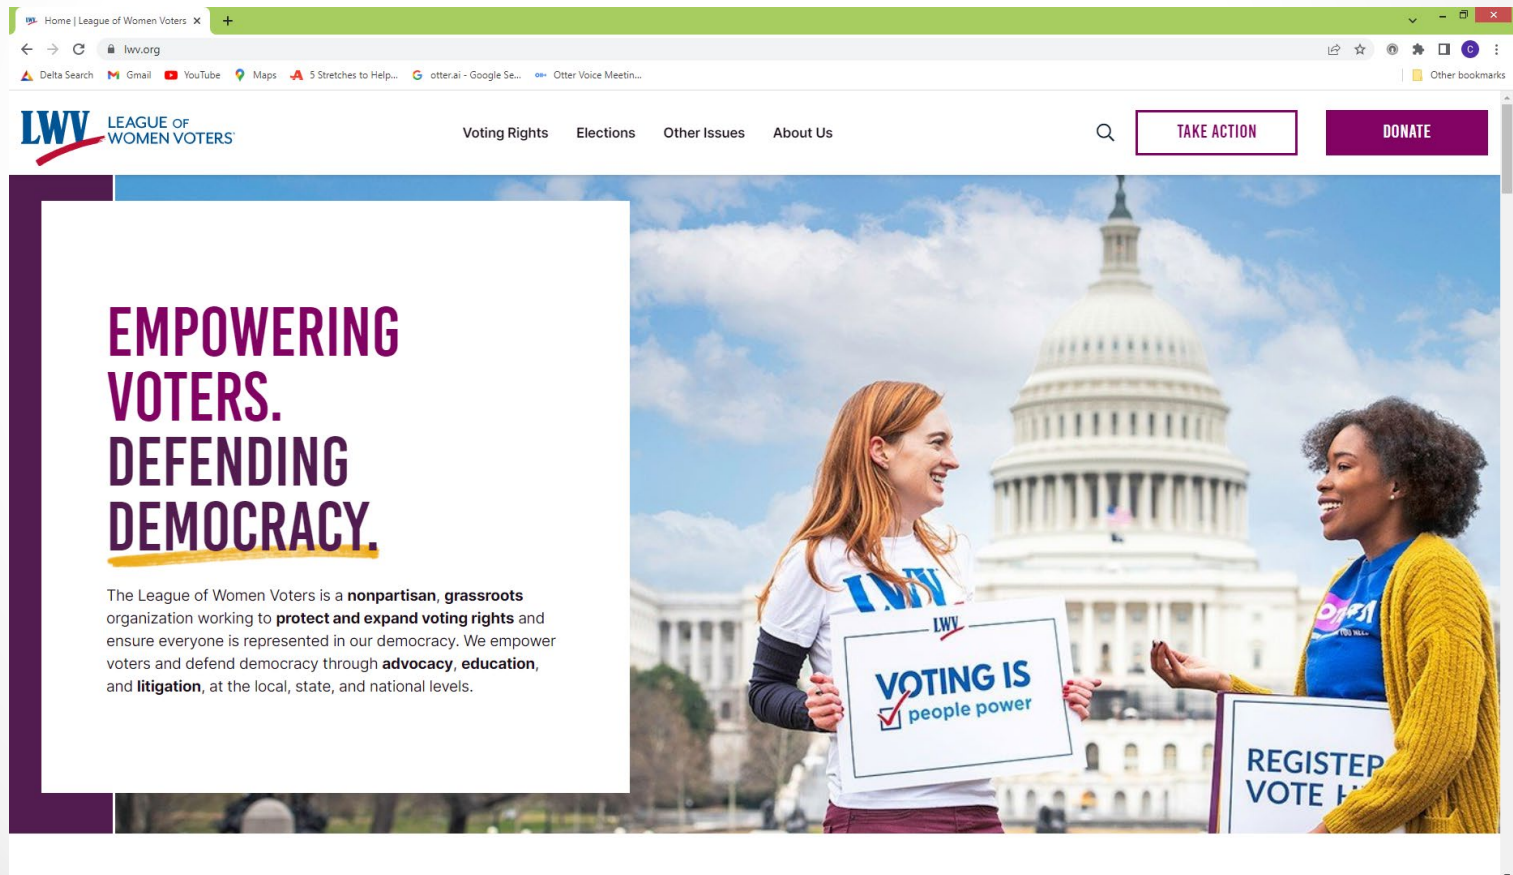 Home | League of Women Voters
lwv.org
Delta Search Gmail YouTube Maps 5 Stretches to Help... otter.ai - Google Se... Otter Voice Meetin... Other bookmarks
LWV LEAGUE OF
WOMEN VOTERS
Voting Rights Elections Other Issues About Us TAKE ACTION DONATE
EMPOWERING
VOTERS.
DEFENDING
DEMOCRACY.
The League of Women Voters is a nonpartisan, grassroots
organization working to protect and expand voting rights and
ensure everyone is represented in our democracy. We empower
voters and defend democracy through advocacy, education,
and litigation, at the local, state, and national levels.
LWV
LWV
VOTING IS
people power
REGISTER
VOTE